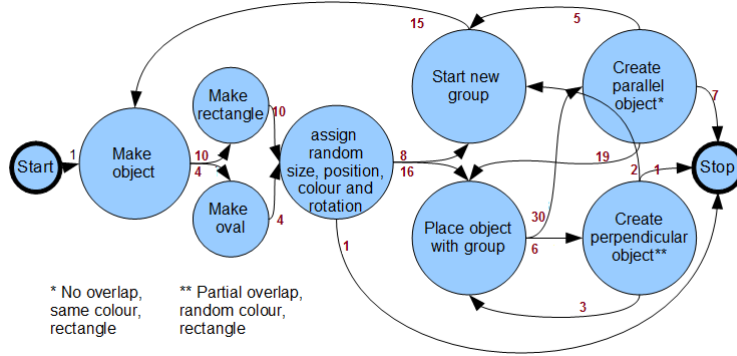 15
5
Start new
group
Create
parallel
object*
Make
rectangle
7
10
assign
random
size, position,
colour and
rotation
Start
1
Make
object
10
4
8
16
19
2
1
Stop
Make
oval
4
Place object
with group
30
6
Create
perpendicular
object**
1
3
* No overlap,
same colour,
rectangle
** Partial overlap,
random colour,
rectangle